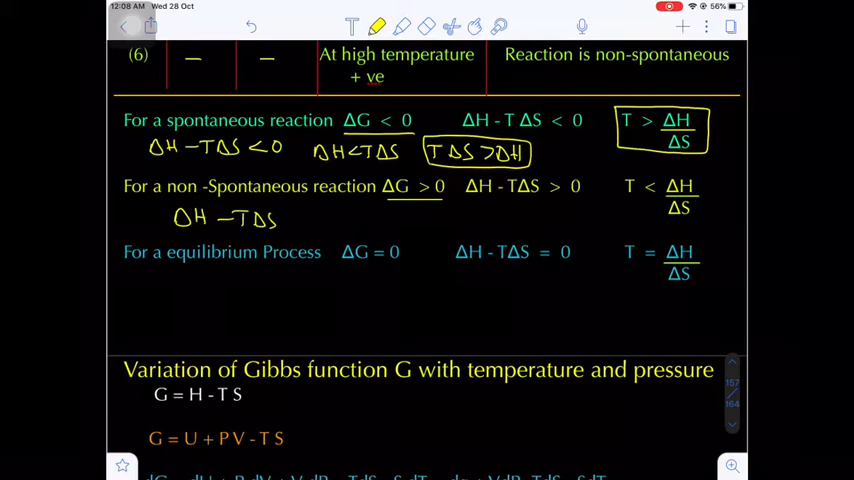 12:08 AM Wed 28 Oct
56%
(6) – – At high temperature Reaction is non-spontaneous
+ ve
For a spontaneous reaction ΔG < 0 ΔH - T ΔS < 0 T > ΔH
ΔS
ΔH – TΔS < 0 ΔH < TΔS TΔS > ΔH
For a non -Spontaneous reaction ΔG > 0 ΔH - TΔS > 0 T < ΔH
ΔS
ΔH – TΔS
For a equilibrium Process ΔG = 0 ΔH - TΔS = 0 T = ΔH
ΔS
Variation of Gibbs function G with temperature and pressure
G = H - T S
157
/
164
G = U + P V - T S